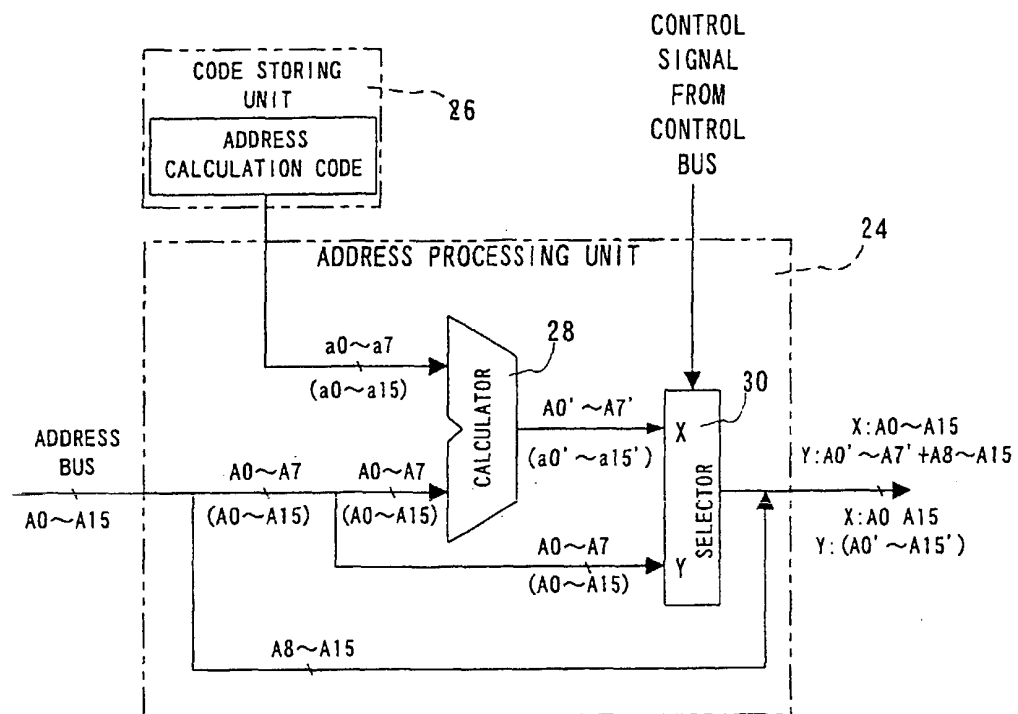 CONTROL
SIGNAL
FROM
CONTROL
BUS
CODE STORING
UNIT
26
ADDRESS
CALCULATION CODE
24
ADDRESS PROCESSING UNIT
a0~a7
(a0~a15)
28
CALCULATOR
30
A0'~A7'
(a0'~a15')
X
Y
SELECTOR
X:A0~A15
Y:A0'~A7'+A8~A15
X:A0 A15
Y:(A0'~A15')
ADDRESS
BUS
A0~A15
A0~A7
(A0~A15)
A0~A7
(A0~A15)
A0~A7
(A0~A15)
A8~A15